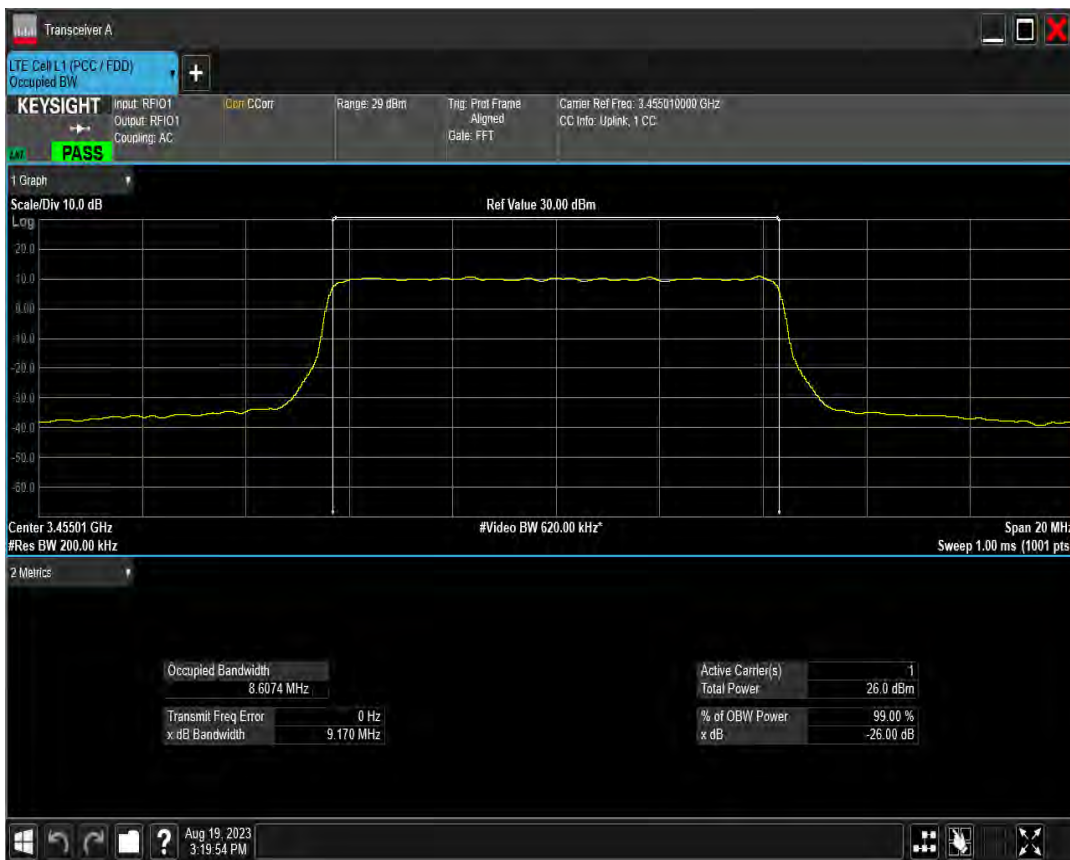 Transceiver A
LTE Cell L1 (PCC / FDD)
Occupied BW
+
KEYSIGHT
Input: RFIO1
Output: RFIO1
Coupling: AC
Corr CCorr
Range: 29 dBm
Trig: Prot Frame
Aligned
Gate: FFT
Carrier Ref Freq: 3.455010000 GHz
CC Info: Uplink, 1 CC
PASS
1 Graph
Scale/Div 10.0 dB
Ref Value 30.00 dBm
Log
20.0
10.0
0.00
-10.0
-20.0
-30.0
-40.0
-50.0
-60.0
Center 3.45501 GHz
#Video BW 620.00 kHz*
Span 20 MHz
#Res BW 200.00 kHz
Sweep 1.00 ms (1001 pts
2 Metrics
Occupied Bandwidth
8.6074 MHz
Transmit Freq Error 0 Hz
x dB Bandwidth 9.170 MHz
Active Carrier(s) 1
Total Power 26.0 dBm
% of OBW Power 99.00 %
x dB -26.00 dB
?
Aug 19, 2023
3:19:54 PM